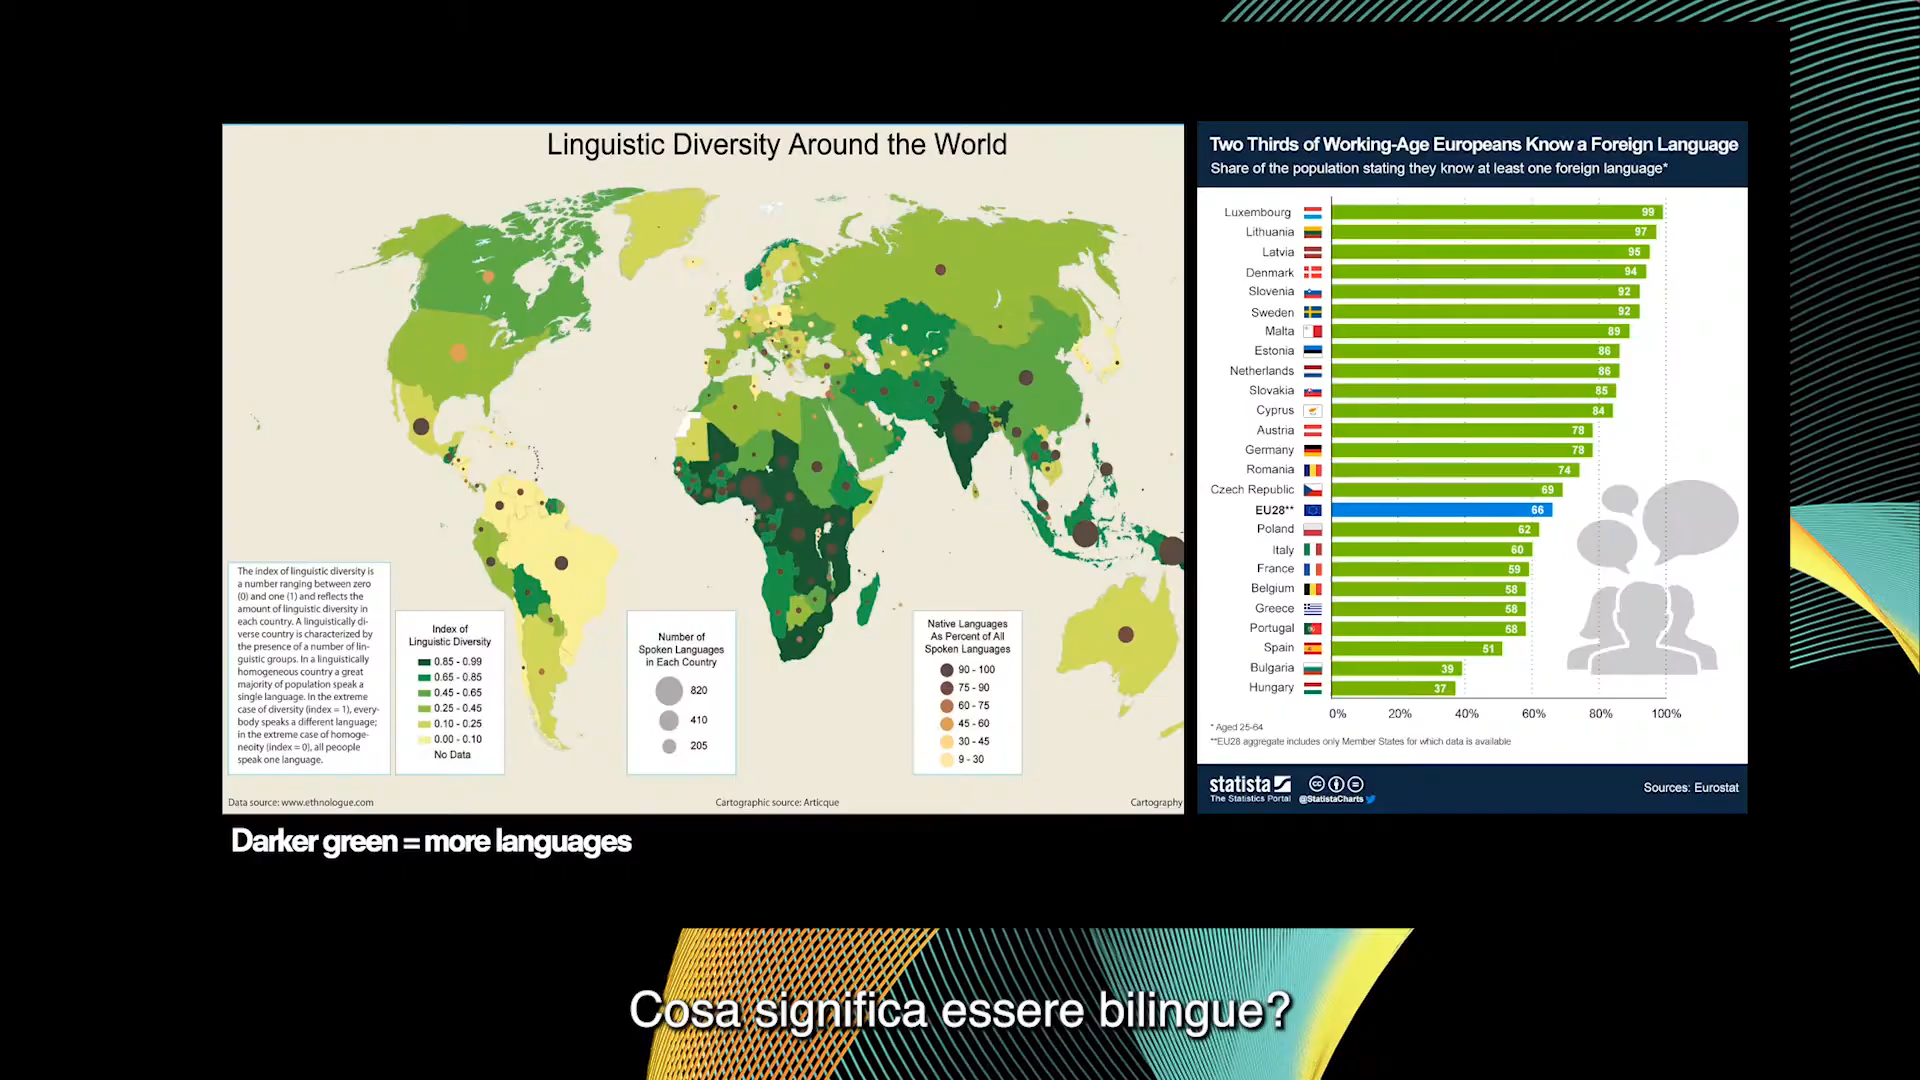 Linguistic Diversity Around the World
The index of linguistic diversity is
a number ranging between zero
(0) and one (1) and reflects the
amount of linguistic diversity in
each country. A linguistically di-
verse country is characterized by
the presence of a number of lin-
guistic groups. In a linguistically
homogeneous country a great
majority of population speak a
single language. In the extreme
case of diversity (index = 1), every-
body speaks a different language;
in the extreme case of homoge-
neity (index = 0), all peocple
speak one language.
Index of
Linguistic Diversity
0.85 - 0.99
0.65 - 0.85
0.45 - 0.65
0.25 - 0.45
0.10 - 0.25
0.00 - 0.10
No Data
Number of
Spoken Languages
in Each Country
820
410
205
Native Languages
As Percent of All
Spoken Languages
90 - 100
75 - 90
60 - 75
45 - 60
30 - 45
9 - 30
Data source: www.ethnologue.com
Cartographic source: Articque
Cartography
Darker green = more languages
Two Thirds of Working-Age Europeans Know a Foreign Language
Share of the population stating they know at least one foreign language*
Luxembourg 99
Lithuania 97
Latvia 95
Denmark 94
Slovenia 92
Sweden 92
Malta 89
Estonia 86
Netherlands 86
Slovakia 85
Cyprus 84
Austria 78
Germany 78
Romania 74
Czech Republic 69
EU28** 66
Poland 62
Italy 60
France 59
Belgium 58
Greece 58
Portugal 58
Spain 51
Bulgaria 39
Hungary 37
0% 20% 40% 60% 80% 100%
* Aged 25-64
**EU28 aggregate includes only Member States for which data is available
statista
The Statistics Portal
@StatistaCharts
Sources: Eurostat
Cosa significa essere bilingue?